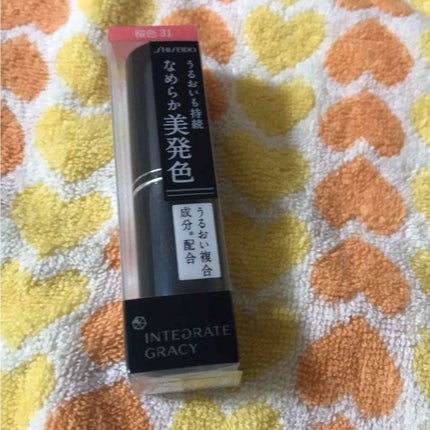 桜色 31
SHISEIDO
うるおいも持続
なめらか美発色
うるおい複合
成分*配合
INTEGRATE
GRACY